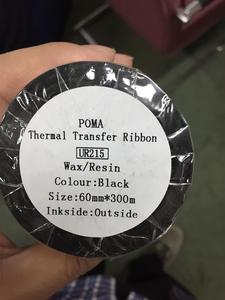 POMA
Thermal Transfer Ribbon
UR215
Wax/Resin
Colour:Black
Size:60mm*300m
Inkside:Outside